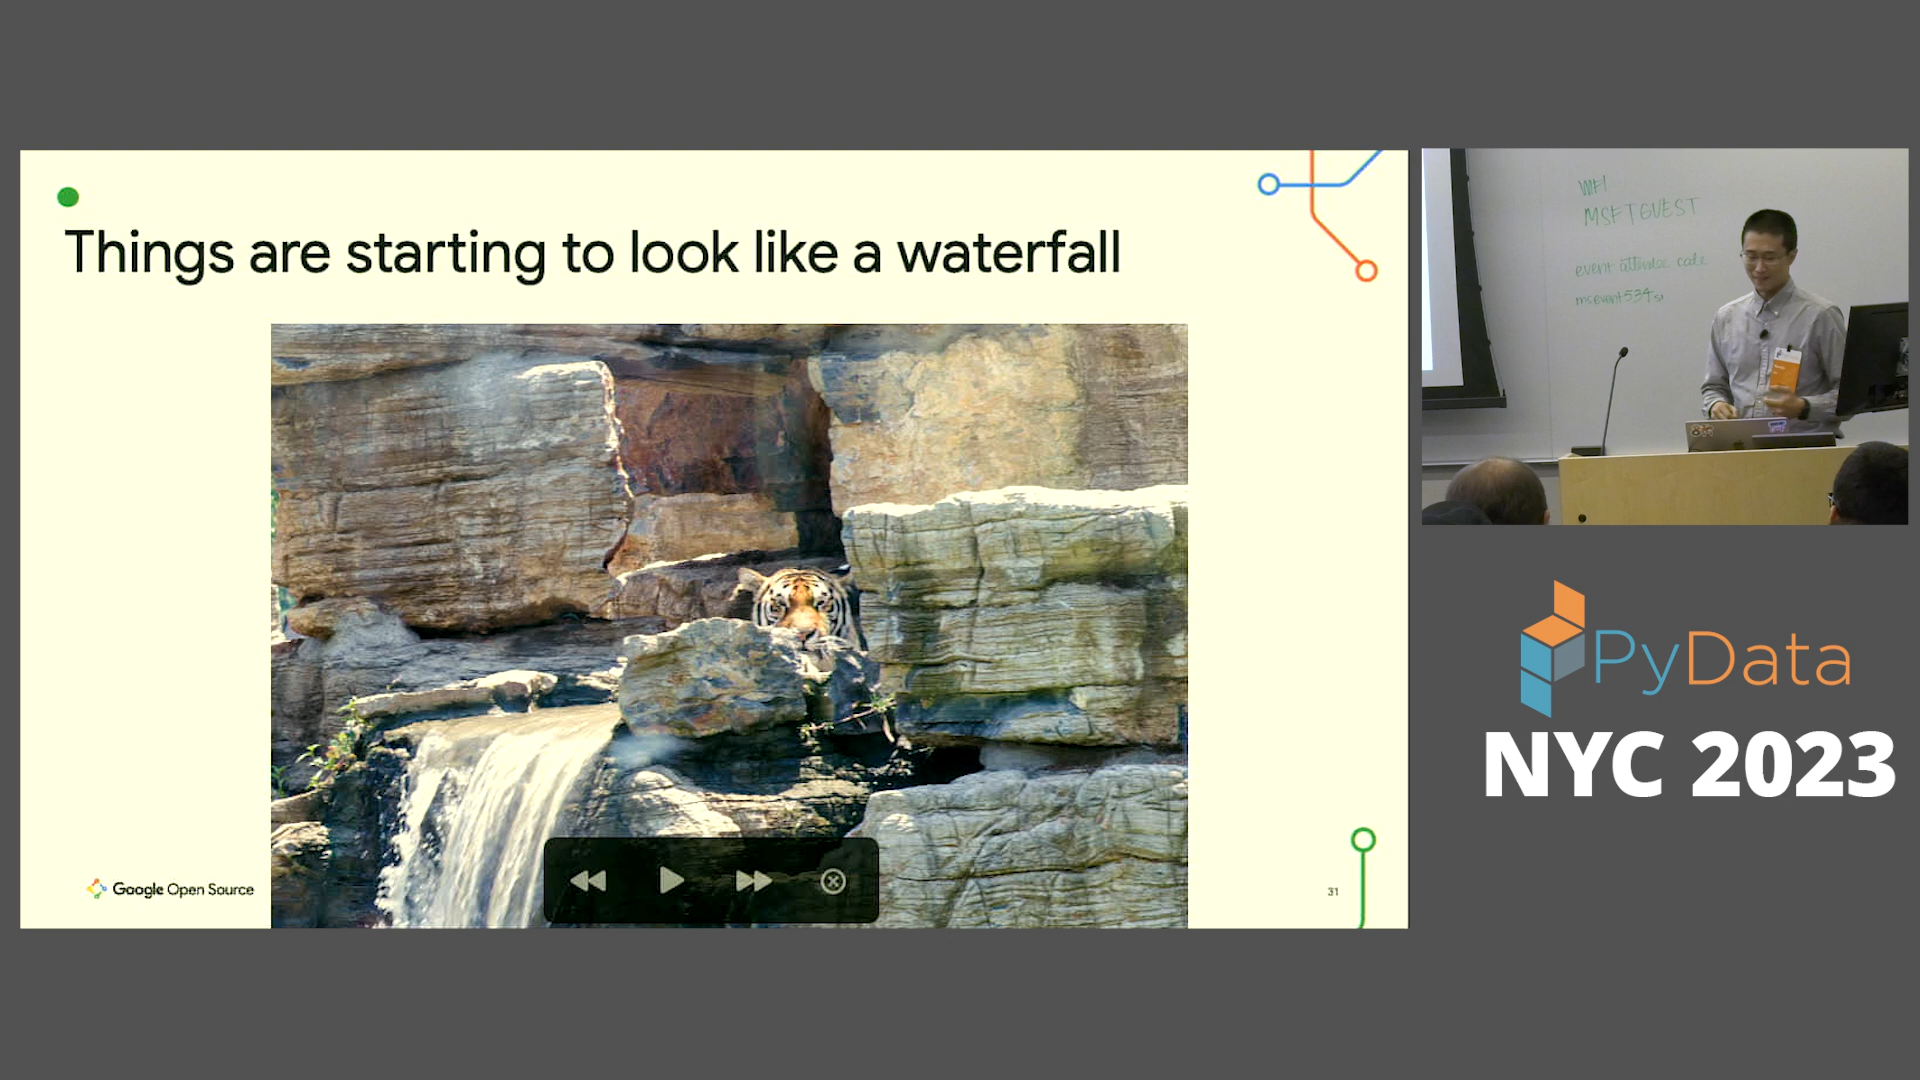 Things are starting to look like a waterfall
Google Open Source
31
WIFI
MSFTGUEST
event attendee code
msevent534si
PyData
NYC 2023